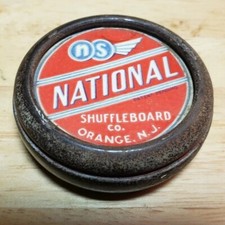 ns
NATIONAL
SHUFFLEBOARD
CO.
ORANGE, N.J.